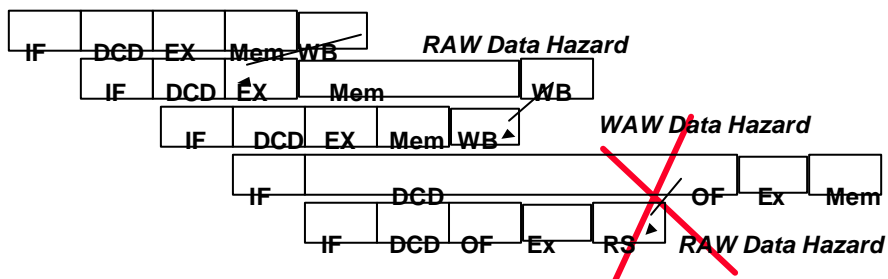 IF DCD EX Mem WB RAW Data Hazard
IF DCD EX Mem WB
IF DCD EX Mem WB WAW Data Hazard
IF DCD OF Ex Mem
IF DCD OF Ex RS RAW Data Hazard